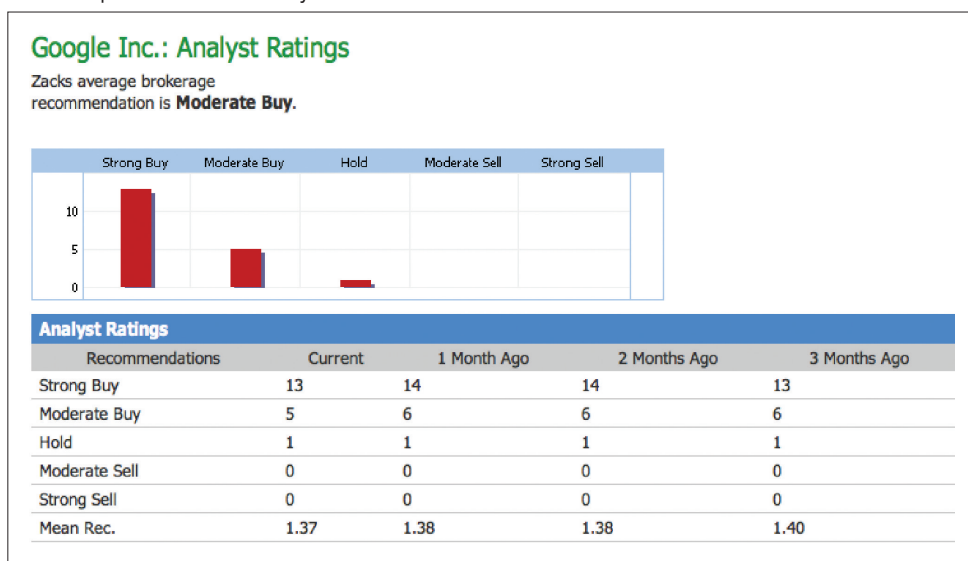 Google Inc.: Analyst Ratings
Zacks average brokerage
recommendation is Moderate Buy.
Strong Buy Moderate Buy Hold Moderate Sell Strong Sell
10
5
0
Analyst Ratings
Recommendations Current 1 Month Ago 2 Months Ago 3 Months Ago
Strong Buy 13 14 14 13
Moderate Buy 5 6 6 6
Hold 1 1 1 1
Moderate Sell 0 0 0 0
Strong Sell 0 0 0 0
Mean Rec. 1.37 1.38 1.38 1.40